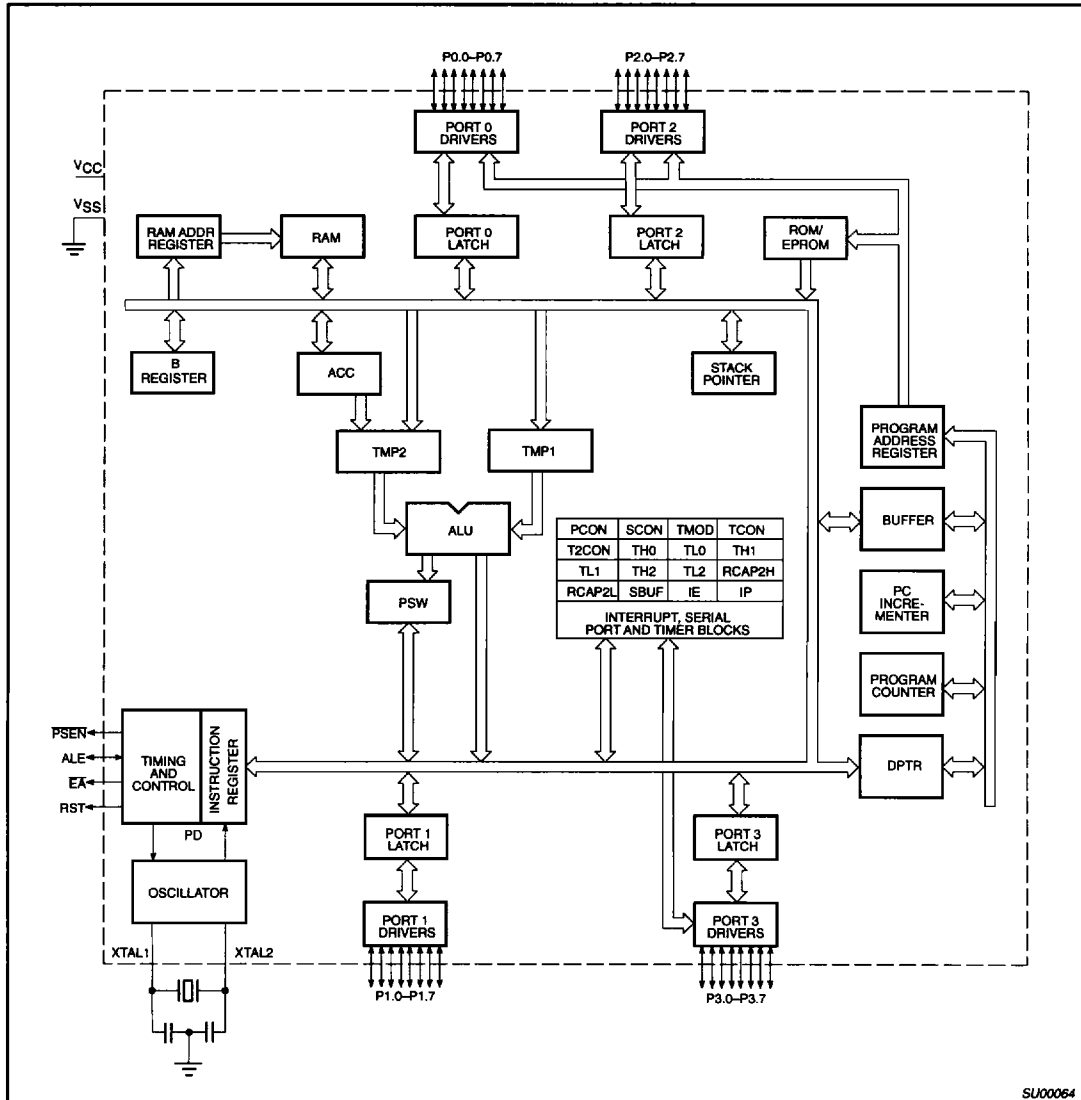 P0.0–P0.7
P2.0–P2.7
PORT 0
DRIVERS
PORT 2
DRIVERS
VCC
VSS
RAM ADDR
REGISTER
RAM
PORT 0
LATCH
PORT 2
LATCH
ROM/
EPROM
B
REGISTER
ACC
STACK
POINTER
TMP2
TMP1
PROGRAM
ADDRESS
REGISTER
ALU
BUFFER
PCON SCON TMOD TCON
T2CON TH0 TL0 TH1
TL1 TH2 TL2 RCAP2H
RCAP2L SBUF IE IP
INTERRUPT, SERIAL
PORT AND TIMER BLOCKS
PSW
PC
INCRE-
MENTER
PROGRAM
COUNTER
PSEN
ALE
EA
RST
TIMING
AND
CONTROL
INSTRUCTION
REGISTER
DPTR
PD
PORT 1
LATCH
PORT 3
LATCH
OSCILLATOR
PORT 1
DRIVERS
PORT 3
DRIVERS
XTAL1
XTAL2
P1.0–P1.7
P3.0–P3.7
SU00064